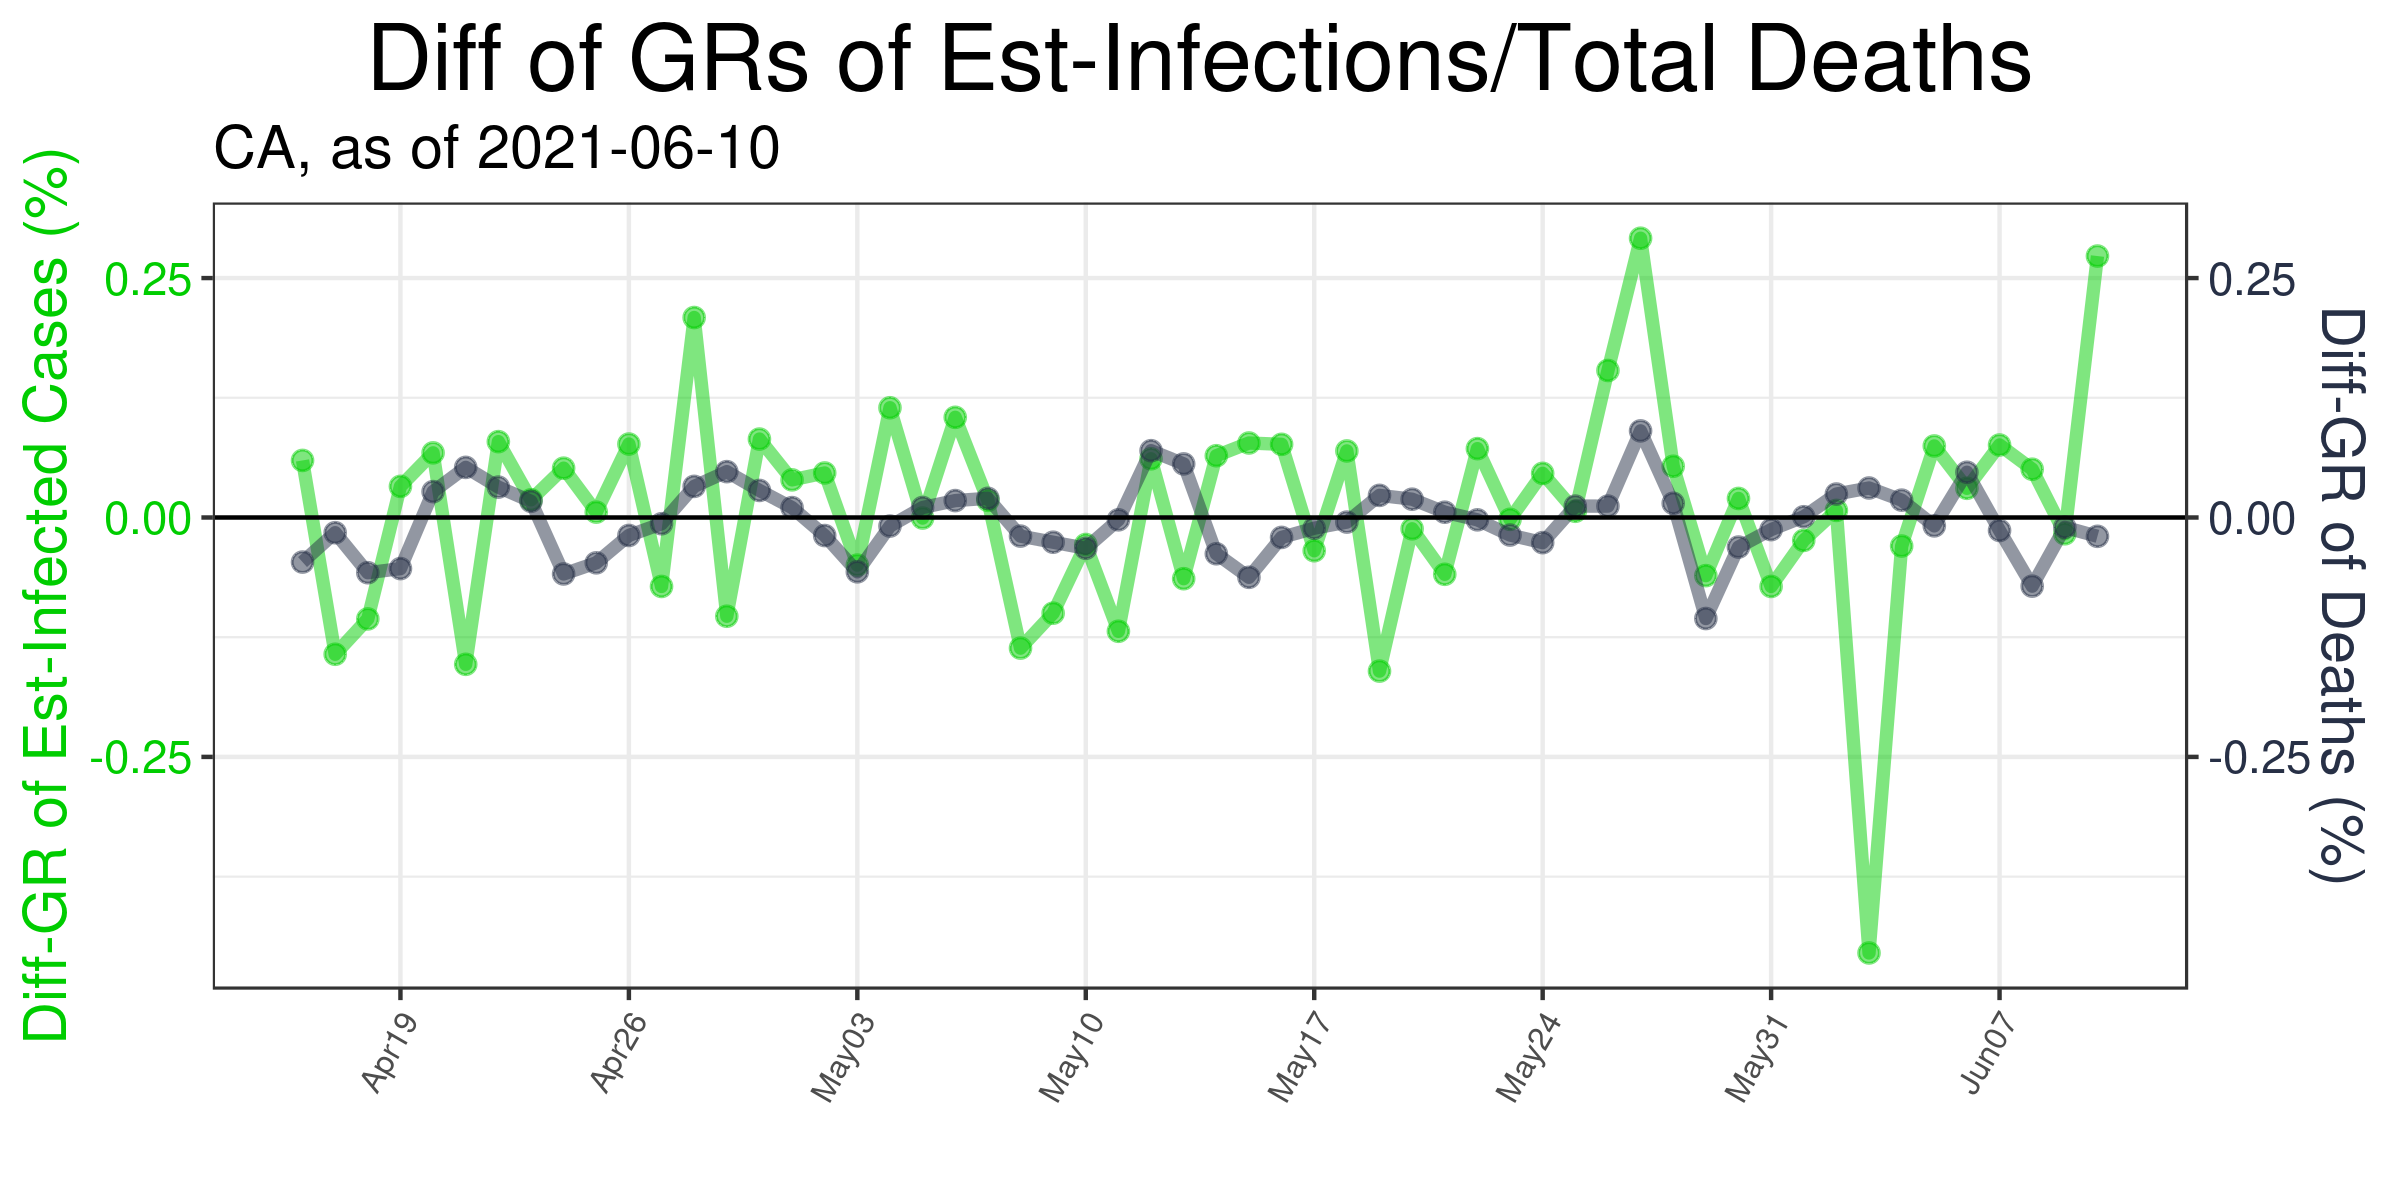 Diff of GRs of Est-Infections/Total Deaths
CA, as of 2021-06-10
Diff-GR of Est-Infected Cases (%)
0.25
0.00
-0.25
0.25
0.00
-0.25
Diff-GR of Deaths (%)
Apr19
Apr26
May03
May10
May17
May24
May31
Jun07